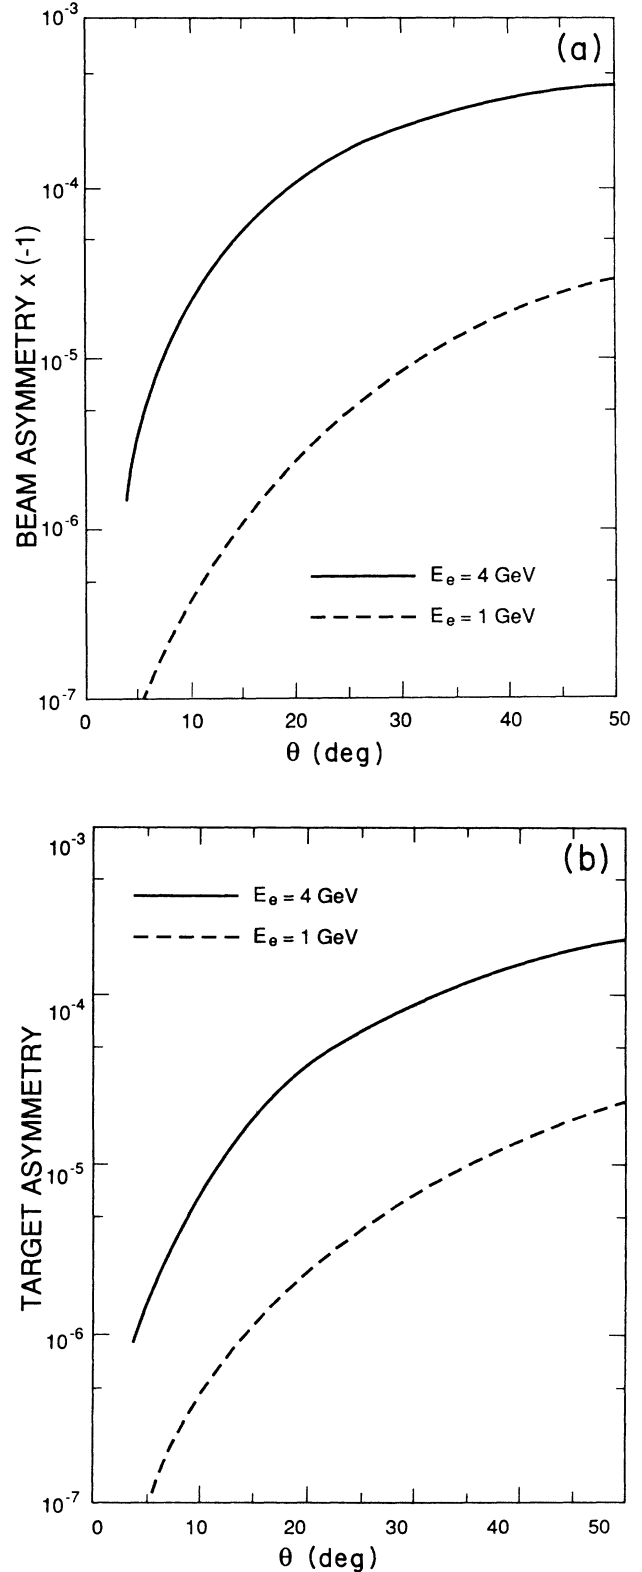 10-3
(a)
10-4
10-5
10-6
10-7
BEAM ASYMMETRY x (-1)
Ee = 4 GeV
Ee = 1 GeV
0 10 20 30 40 50
θ (deg)
10-3
(b)
Ee = 4 GeV
Ee = 1 GeV
10-4
10-5
10-6
10-7
TARGET ASYMMETRY
0 10 20 30 40 50
θ (deg)